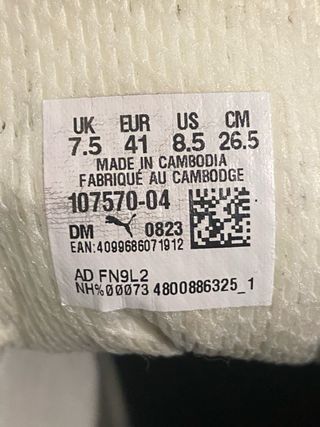 UK EUR US CM
7.5 41 8.5 26.5
MADE IN CAMBODIA
FABRIQUÉ AU CAMBODGE
107570-04
DM 0823
EAN:4099686071912
AD FN9L2
NH%00073 4800886325_1